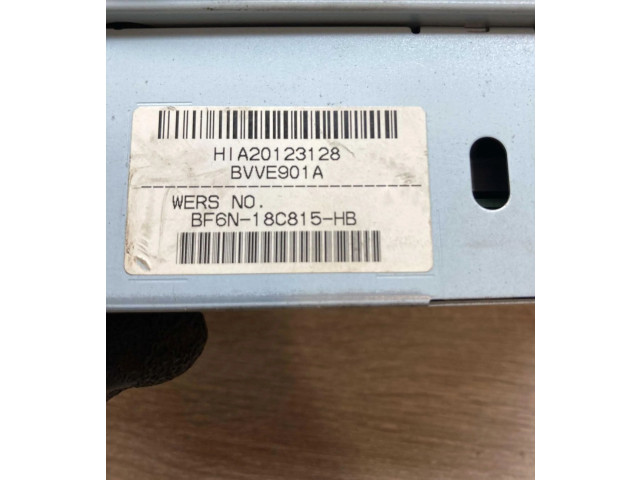 HIA20123128
BVVE901A
WERS NO.
BF6N-18C815-HB